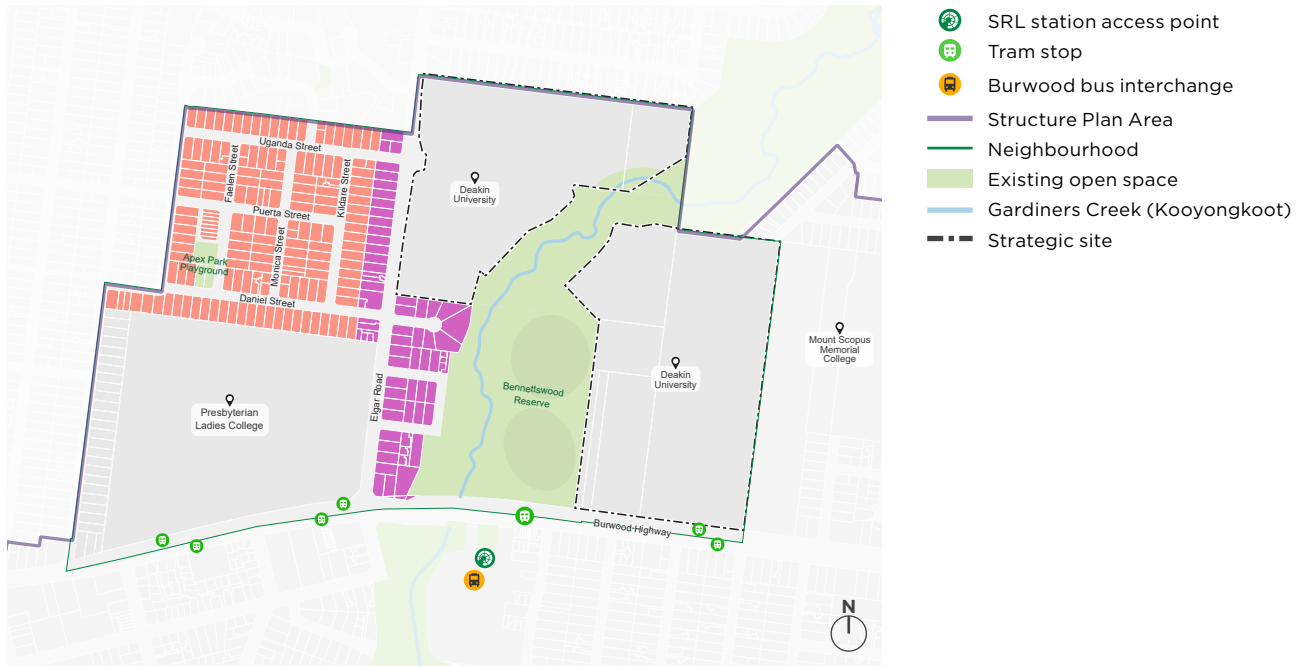 Uganda Street
Faelen Street
Kildare Street
Puerta Street
Monica Street
Apex Park
Playground
Daniel Street
Deakin
University
Presbyterian
Ladies College
Elgar Road
Bennettswood
Reserve
Deakin
University
Mount Scopus
Memorial
College
Burwood Highway
N
SRL station access point
Tram stop
Burwood bus interchange
Structure Plan Area
Neighbourhood
Existing open space
Gardiners Creek (Kooyongkoot)
Strategic site